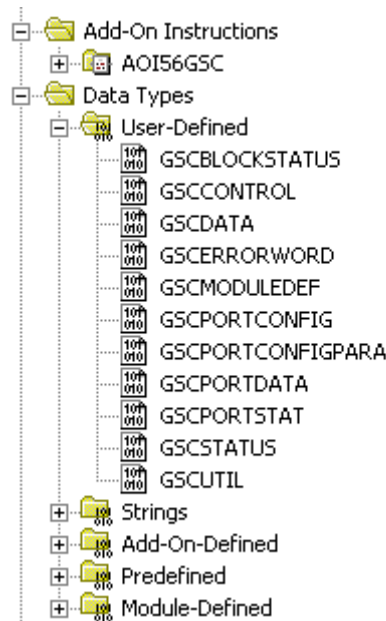 Add-On Instructions
AOI56GSC
Data Types
User-Defined
GSCBLOCKSTATUS
GSCCONTROL
GSCDATA
GSCERRORWORD
GSCMODULEDEF
GSCPORTCONFIG
GSCPORTCONFIGPARA
GSCPORTDATA
GSCPORTSTAT
GSCSTATUS
GSCUTIL
Strings
Add-On-Defined
Predefined
Module-Defined